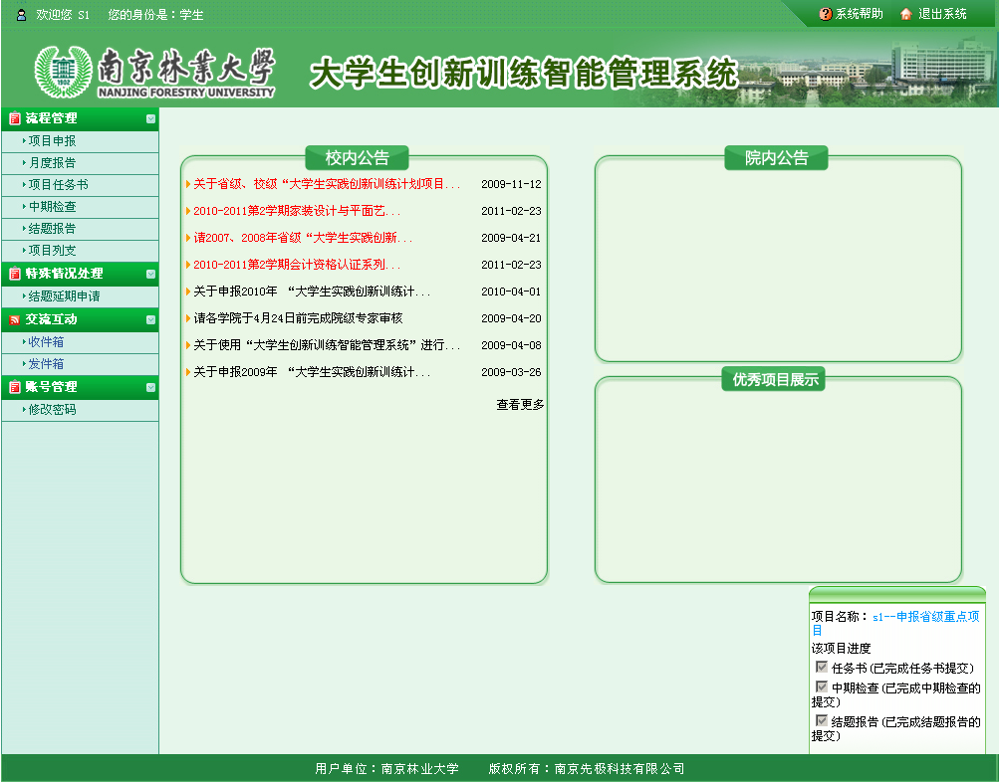 欢迎您 S1 您的身份是：学生
系统帮助 退出系统
南京林业大學
NANJING FORESTRY UNIVERSITY
大学生创新训练智能管理系统
流程管理
项目申报
月度报告
项目任务书
中期检查
结题报告
项目列支
特殊情况处理
结题延期申请
交流互动
收件箱
发件箱
账号管理
修改密码
校内公告
关于省级、校级“大学生实践创新训练计划项目... 2009-11-12
2010-2011第2学期家装设计与平面艺... 2011-02-23
请2007、2008年省级“大学生实践创新... 2009-04-21
2010-2011第2学期会计资格认证系列... 2011-02-23
关于申报2010年 “大学生实践创新训练计... 2010-04-01
请各学院于4月24日前完成院级专家审核 2009-04-20
关于使用“大学生创新训练智能管理系统”进行... 2009-04-08
关于申报2009年 “大学生实践创新训练计... 2009-03-26
查看更多
院内公告
优秀项目展示
项目名称：s1--申报省级重点项
目
该项目进度
任务书(已完成任务书提交)
中期检查(已完成中期检查的
提交)
结题报告(已完成结题报告的
提交)
用户单位：南京林业大学 版权所有：南京先极科技有限公司